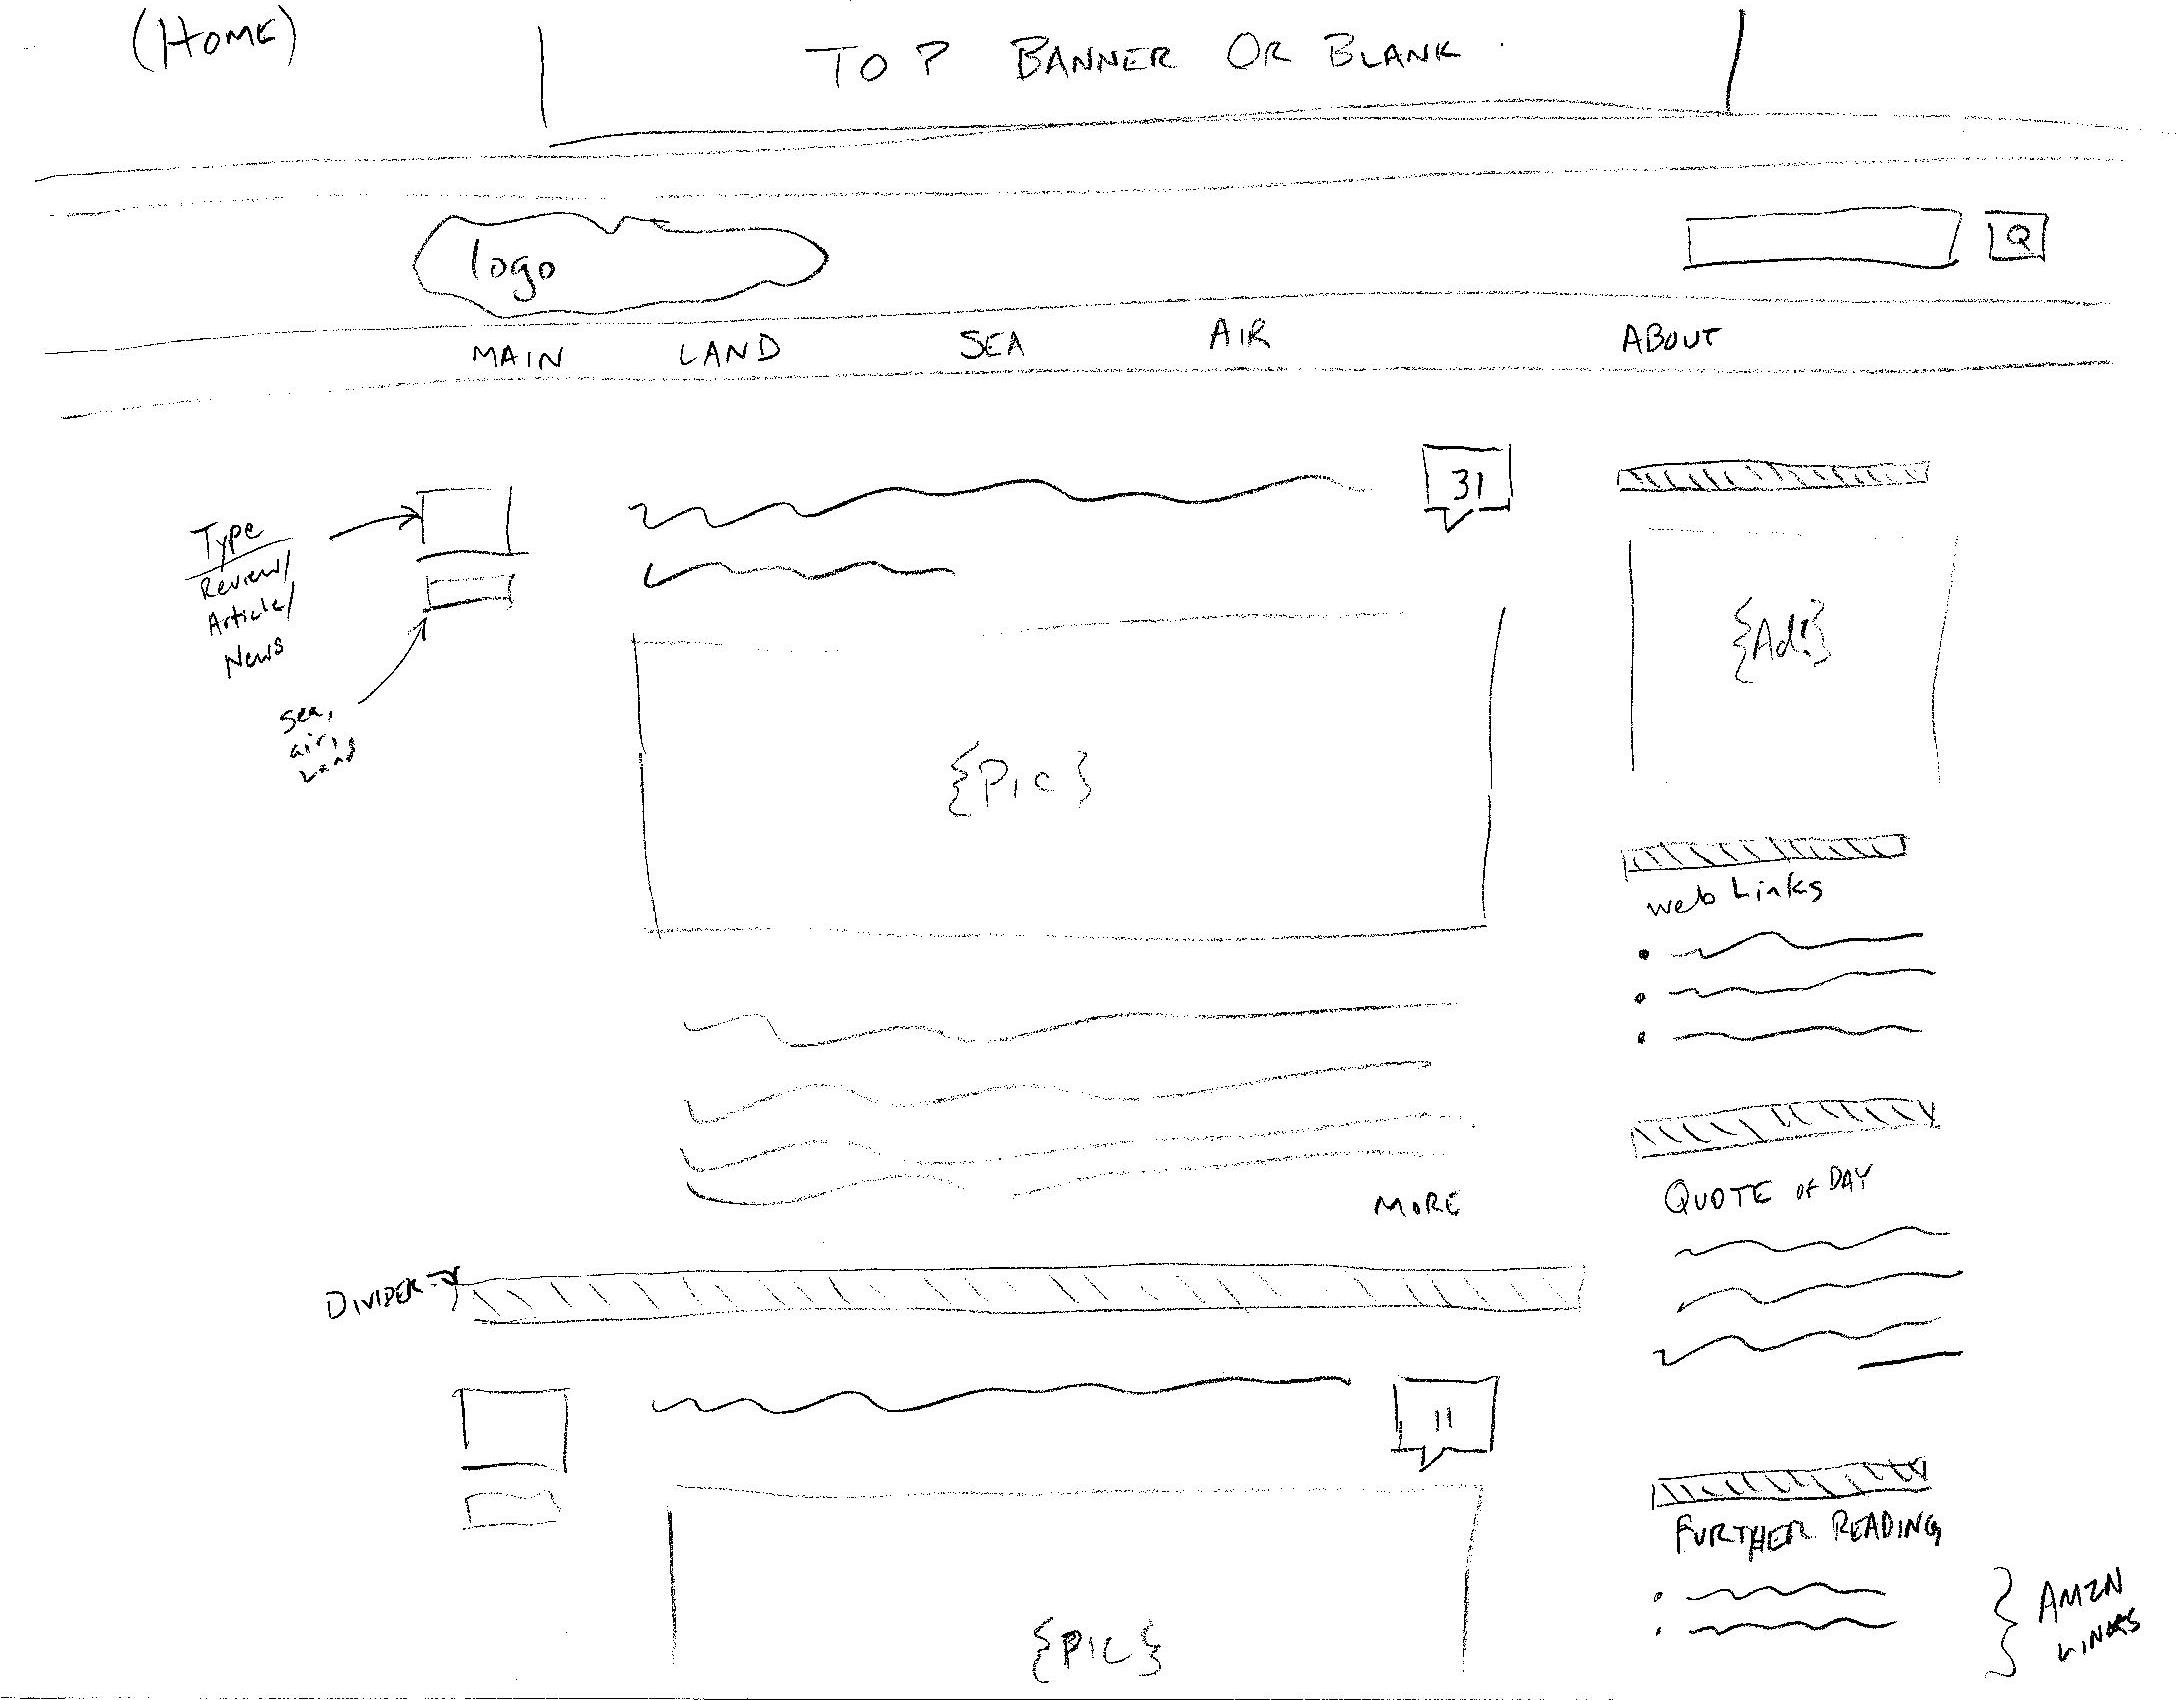 (HOME)
TOP BANNER OR BLANK
logo
Q
MAIN LAND SEA AIR ABOUT
31
Type
Review/
Article/
News
sea,
air,
Land
{Ad!}
{Pic}
web Links
MORE
QUOTE OF DAY
DIVIDER
11
FURTHER READING
AMZN
LINKS
{PIC}